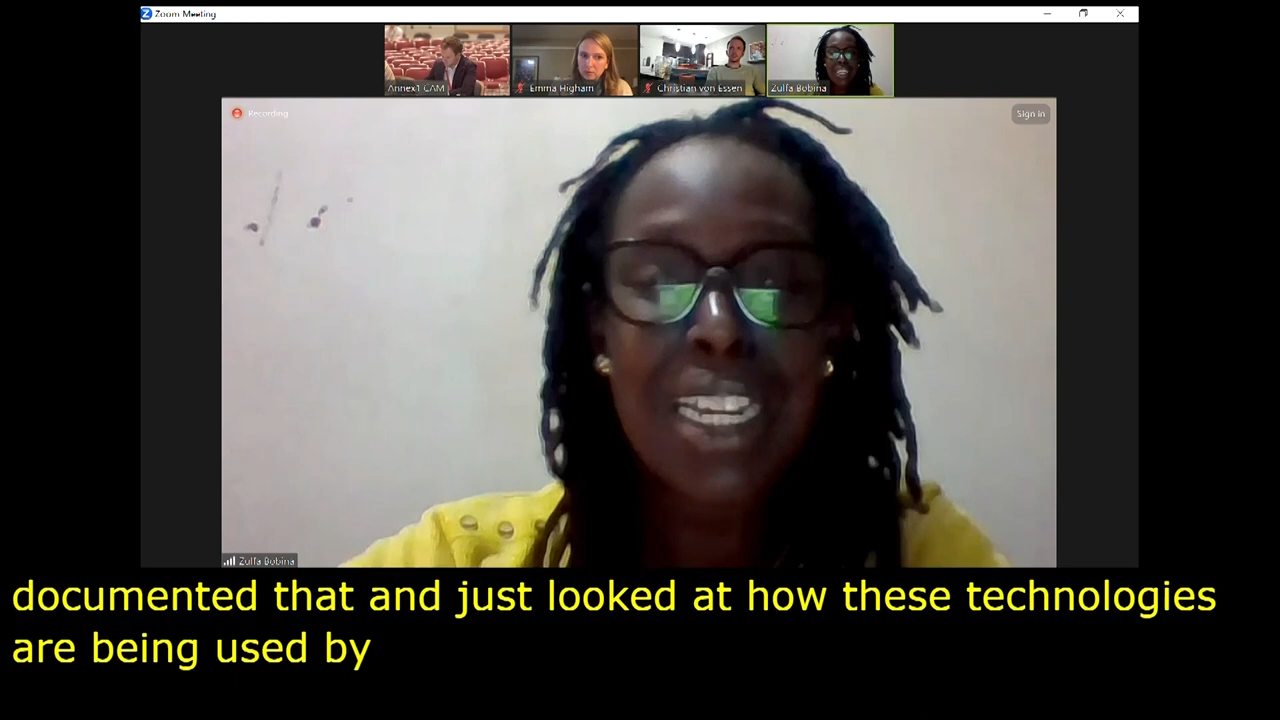 Zoom Meeting
Annex1 CAM
Emma Higham
Christian von Essen
Zulfa Bobina
Recording
Sign in
Zulfa Bobina
documented that and just looked at how these technologies
are being used by